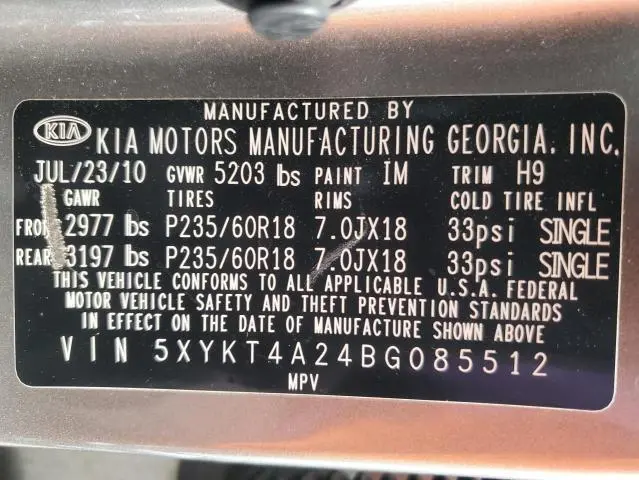 MANUFACTURED BY
KIA KIA MOTORS MANUFACTURING GEORGIA, INC.
JUL/23/10 GVWR 5203 lbs PAINT IM TRIM H9
GAWR TIRES RIMS COLD TIRE INFL
FRONT 2977 lbs P235/60R18 7.0JX18 33psi SINGLE
REAR 3197 lbs P235/60R18 7.0JX18 33psi SINGLE
THIS VEHICLE CONFORMS TO ALL APPLICABLE U.S.A. FEDERAL
MOTOR VEHICLE SAFETY AND THEFT PREVENTION STANDARDS
IN EFFECT ON THE DATE OF MANUFACTURE SHOWN ABOVE
VIN 5XYKT4A24BG085512
MPV